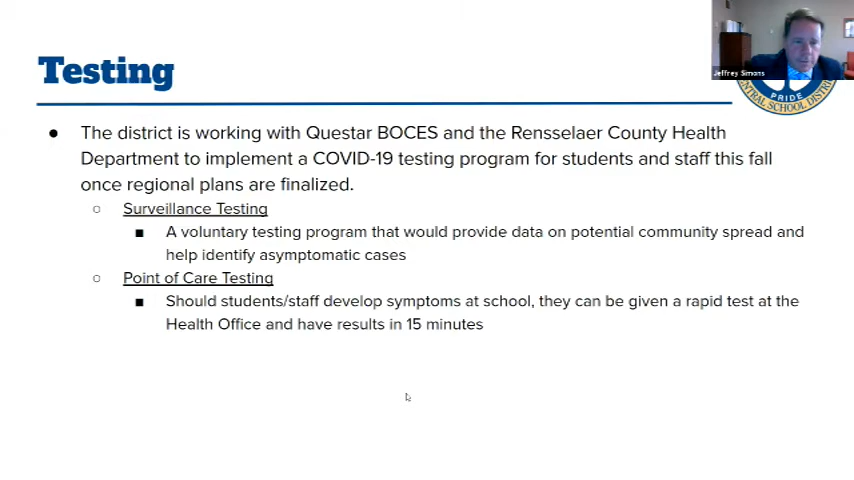 Testing
Jeffrey Simons
PRIDE
CENTRAL SCHOOL DISTRICT
● The district is working with Questar BOCES and the Rensselaer County Health
Department to implement a COVID-19 testing program for students and staff this fall
once regional plans are finalized.
○ Surveillance Testing
■ A voluntary testing program that would provide data on potential community spread and
help identify asymptomatic cases
○ Point of Care Testing
■ Should students/staff develop symptoms at school, they can be given a rapid test at the
Health Office and have results in 15 minutes